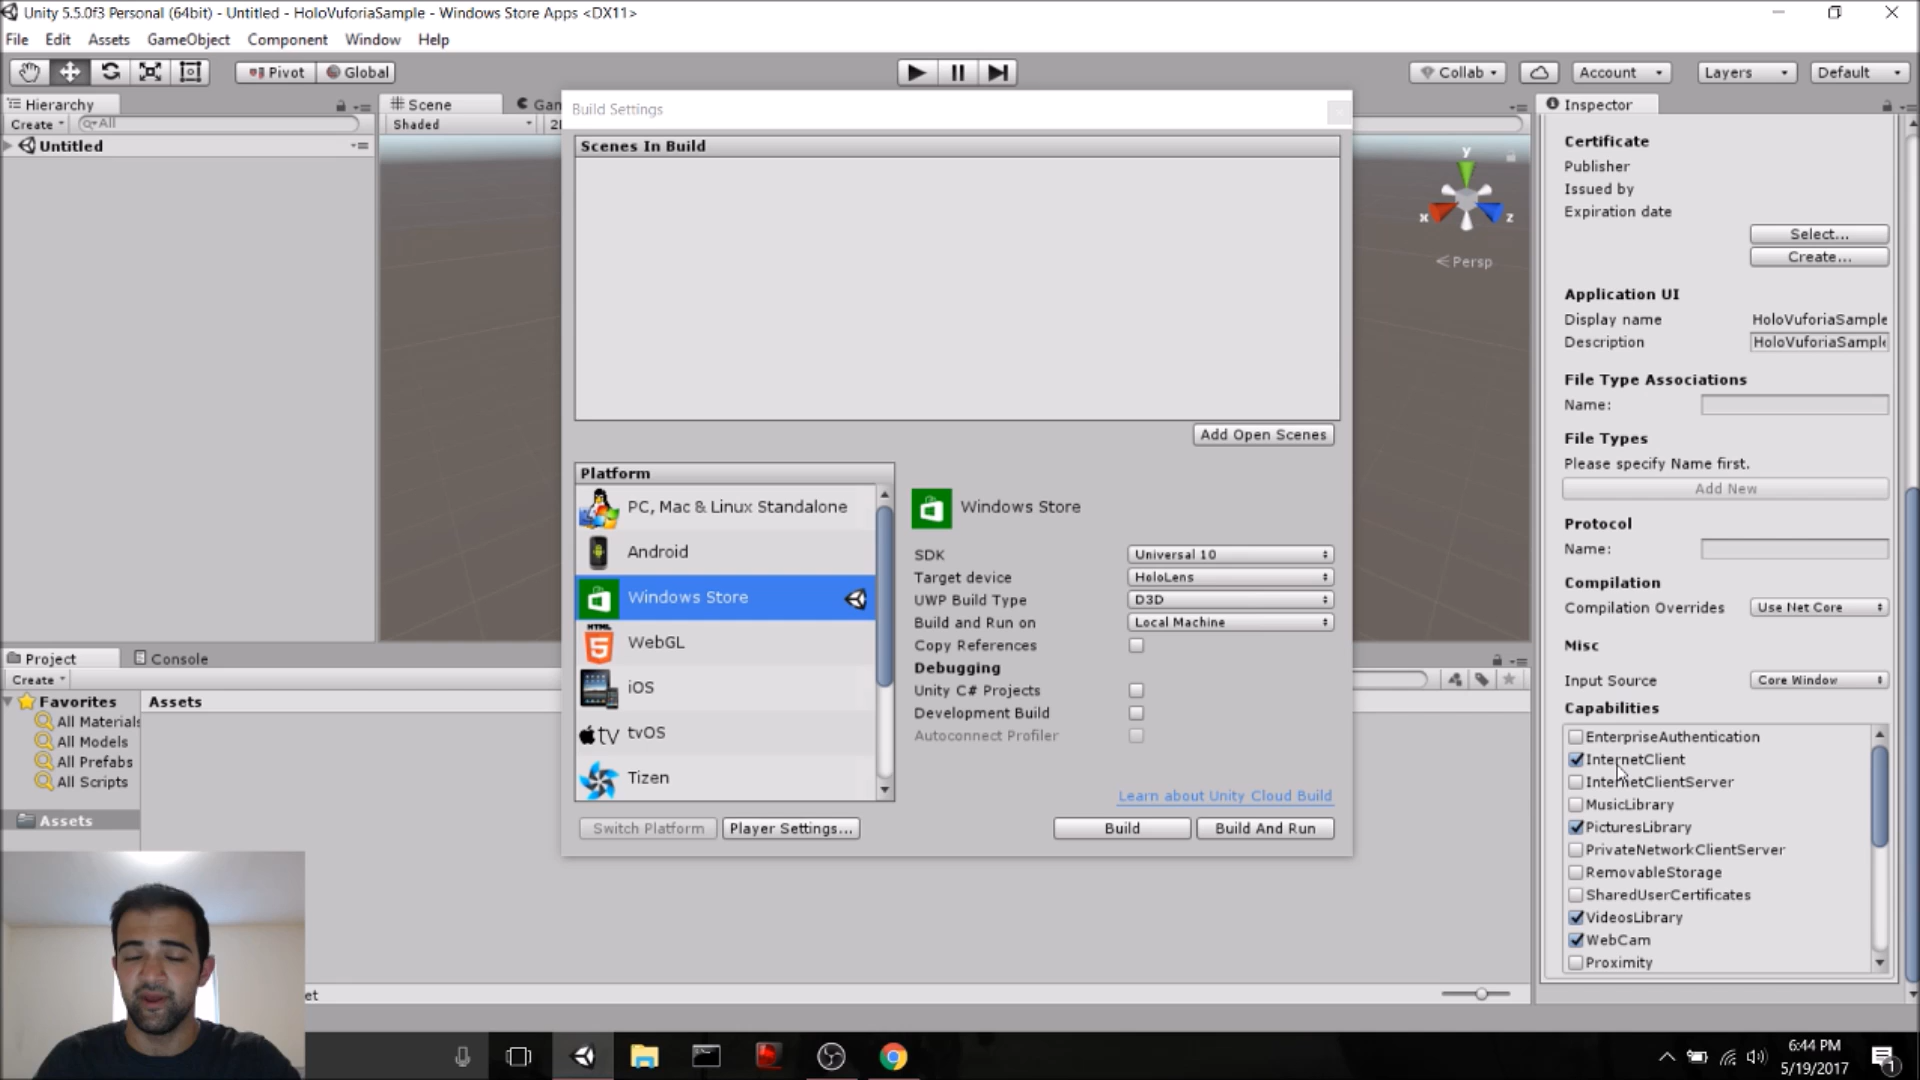 Unity 5.5.0f3 Personal (64bit) - Untitled - HoloVuforiaSample - Windows Store Apps <DX11>
File Edit Assets GameObject Component Window Help
Pivot Global Collab Account Layers Default
Hierarchy
Create All
Untitled
Scene
Gam
Shaded
Build Settings
Scenes In Build
Add Open Scenes
Platform
PC, Mac & Linux Standalone
Android
Windows Store
HTML
5
WebGL
iOS
tv tvOS
Tizen
Switch Platform Player Settings...
Windows Store
SDK Universal 10
Target device HoloLens
UWP Build Type D3D
Build and Run on Local Machine
Copy References
Debugging
Unity C# Projects
Development Build
Autoconnect Profiler
Learn about Unity Cloud Build
Build Build And Run
y
x z
Persp
Inspector
Certificate
Publisher
Issued by
Expiration date
Select...
Create...
Application UI
Display name HoloVuforiaSample
Description HoloVuforiaSample
File Type Associations
Name:
File Types
Please specify Name first.
Add New
Protocol
Name:
Compilation
Compilation Overrides Use Net Core
Misc
Input Source Core Window
Capabilities
EnterpriseAuthentication
InternetClient
InternetClientServer
MusicLibrary
PicturesLibrary
PrivateNetworkClientServer
RemovableStorage
SharedUserCertificates
VideosLibrary
WebCam
Proximity
Project Console
Create
Favorites
All Materials
All Models
All Prefabs
All Scripts
Assets
Assets
et
6:44 PM
5/19/2017
1